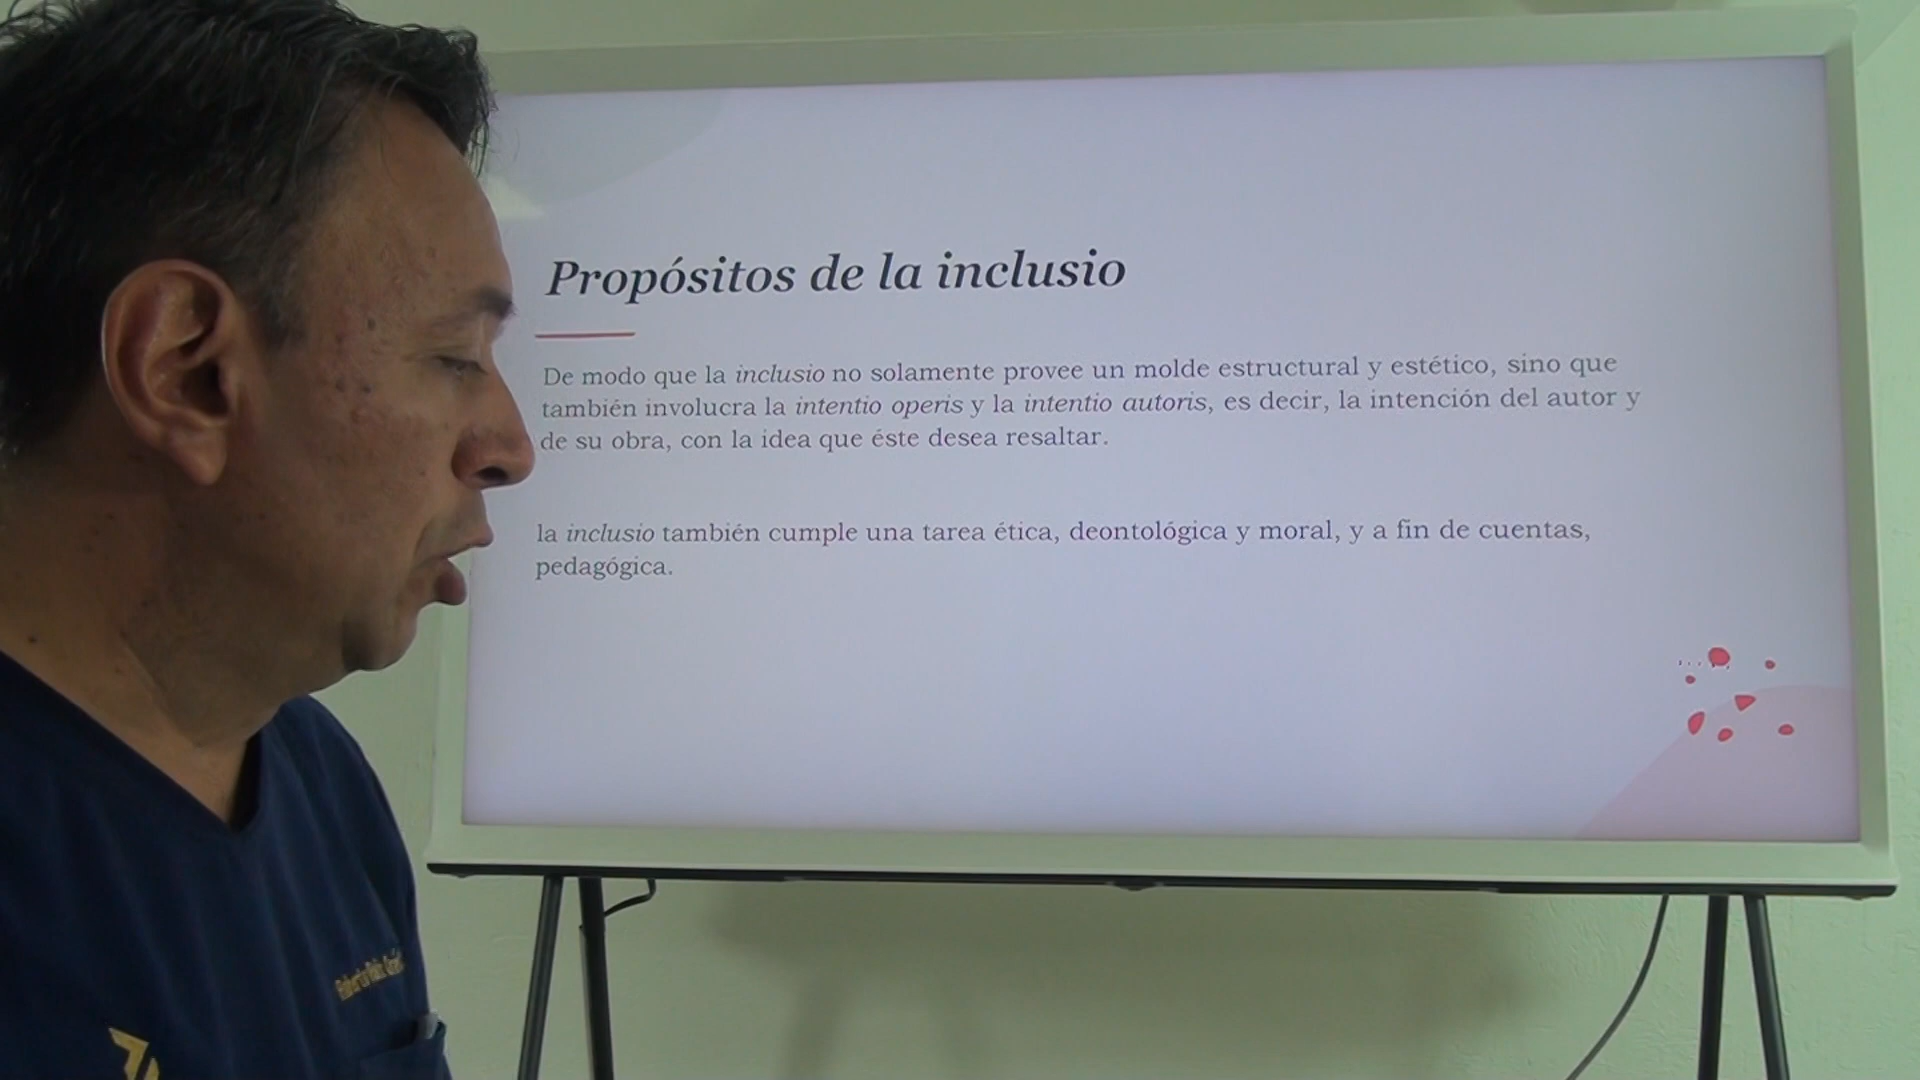 Propósitos de la inclusio
De modo que la inclusio no solamente provee un molde estructural y estético, sino que
también involucra la intentio operis y la intentio autoris, es decir, la intención del autor y
de su obra, con la idea que éste desea resaltar.
la inclusio también cumple una tarea ética, deontológica y moral, y a fin de cuentas,
pedagógica.